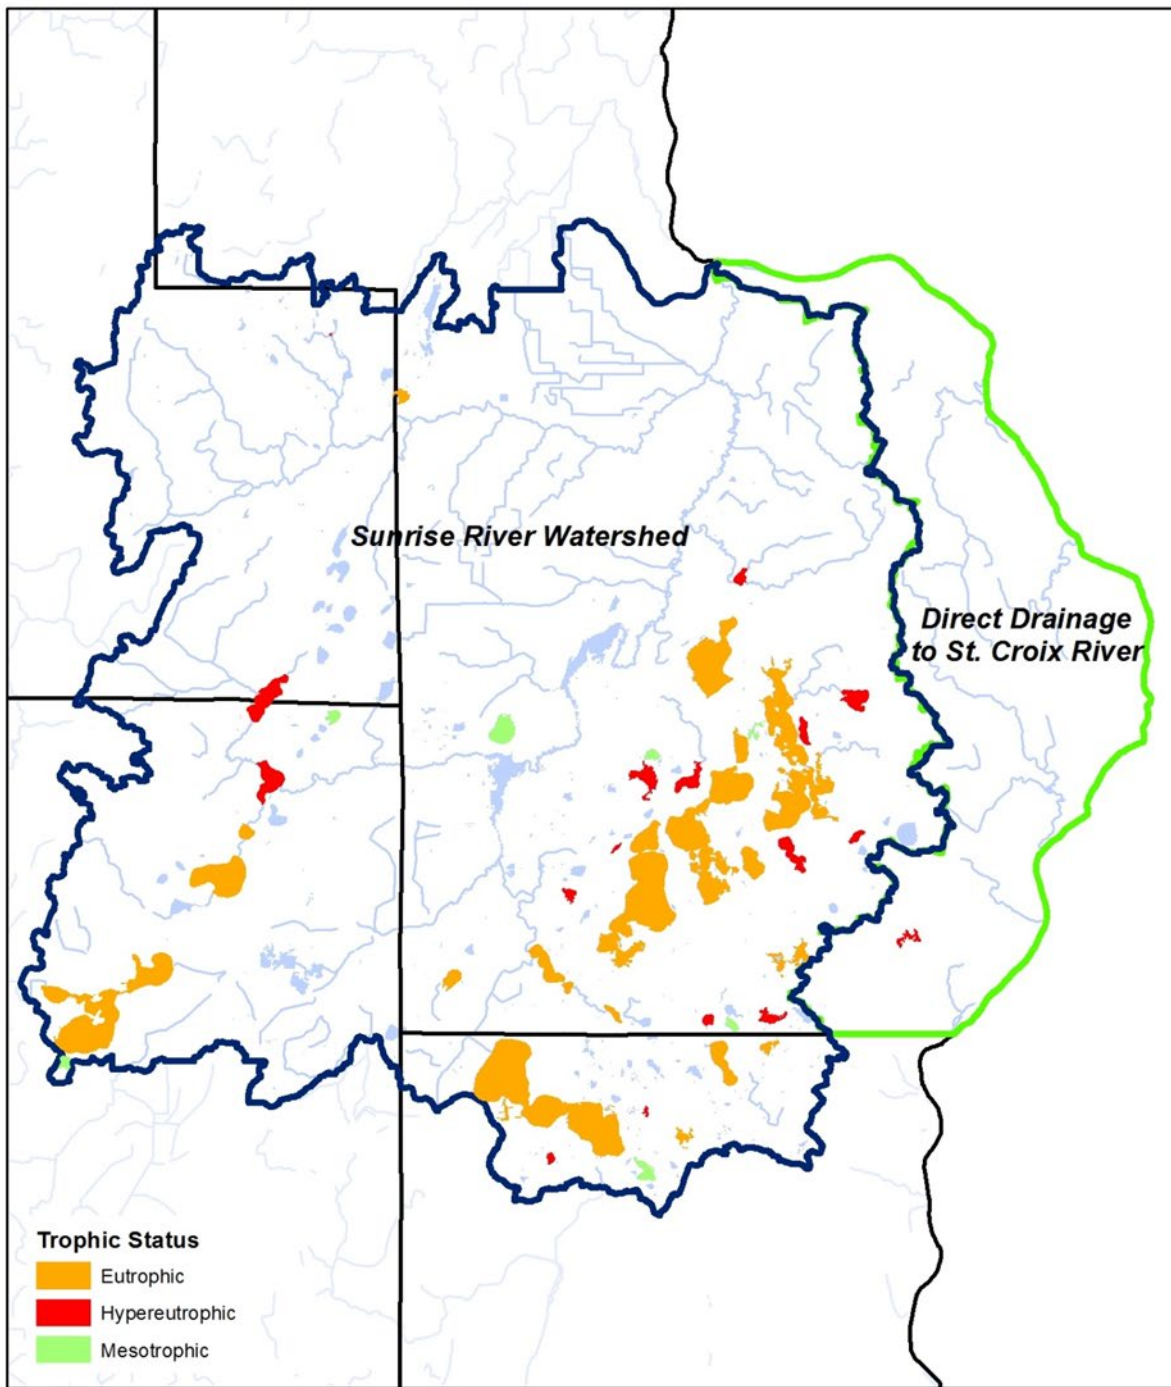 Sunrise River Watershed
Direct Drainage
to St. Croix River
Trophic Status
Eutrophic
Hypereutrophic
Mesotrophic